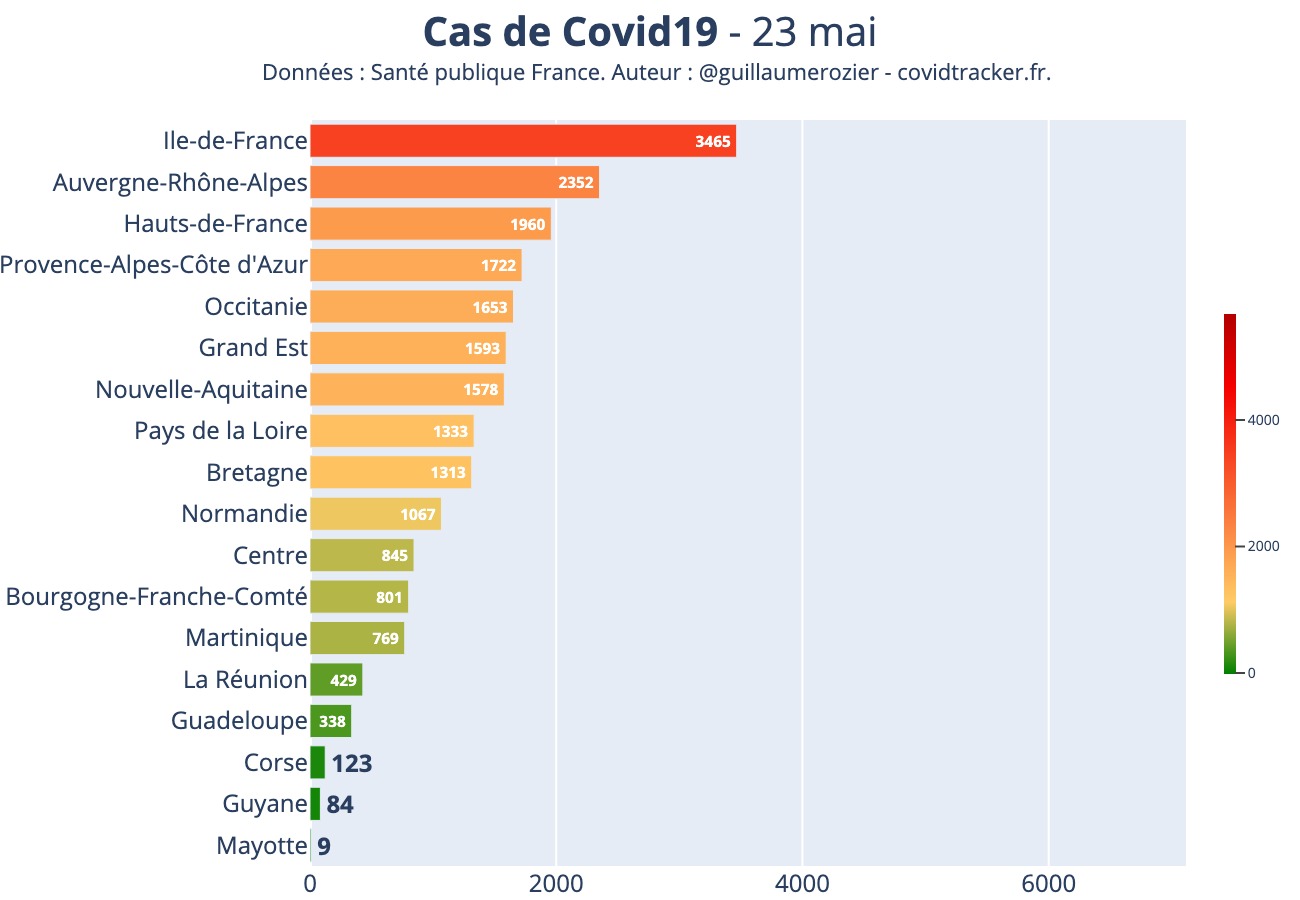 Cas de Covid19 - 23 mai
Données : Santé publique France. Auteur : @guillaumerozier - covidtracker.fr.
Ile-de-France 3465
Auvergne-Rhône-Alpes 2352
Hauts-de-France 1960
Provence-Alpes-Côte d'Azur 1722
Occitanie 1653
Grand Est 1593
Nouvelle-Aquitaine 1578
Pays de la Loire 1333
Bretagne 1313
Normandie 1067
Centre 845
Bourgogne-Franche-Comté 801
Martinique 769
La Réunion 429
Guadeloupe 338
Corse 123
Guyane 84
Mayotte 9
0 2000 4000 6000
4000
2000
0